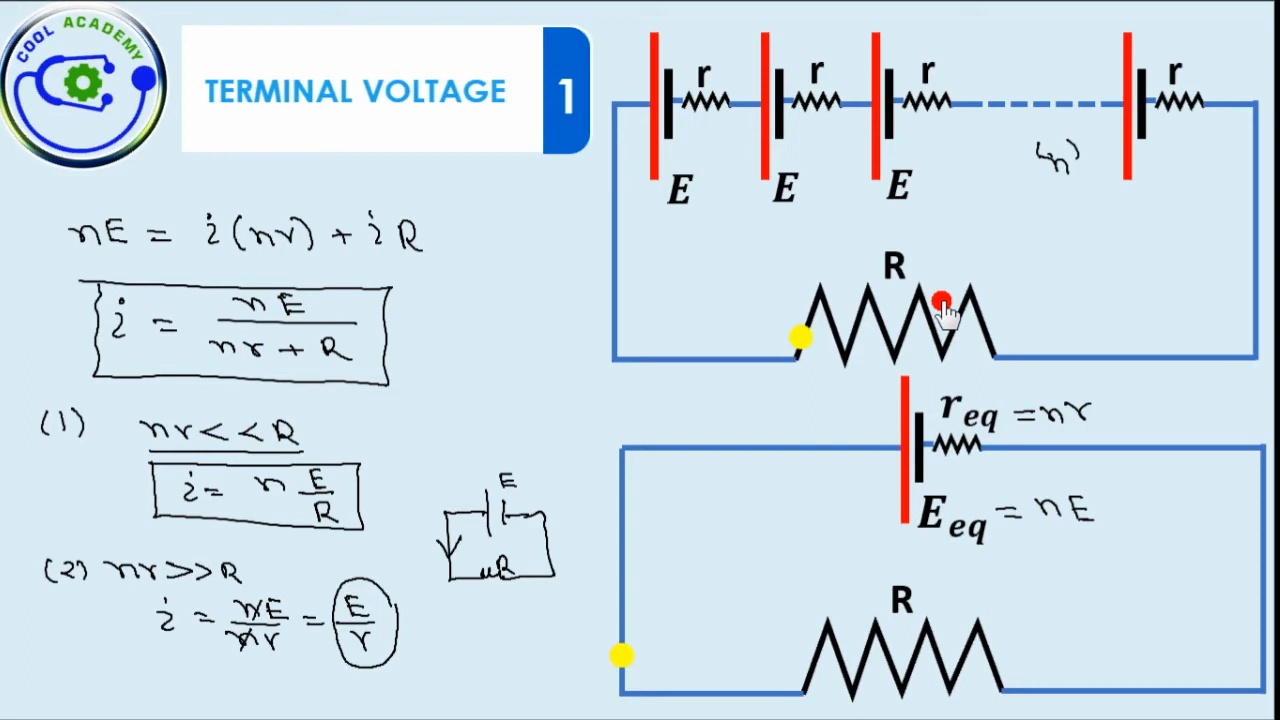 COOL ACADEMY
TERMINAL VOLTAGE
1
r r r r
E E E
'n'
R
nE = i(nr) + iR
i = nE / nr + R
(1) nr << R
i = n E/R
E
R
(2) nr >> R
i = nE/nr = E/r
r_eq = nr
E_eq = nE
R